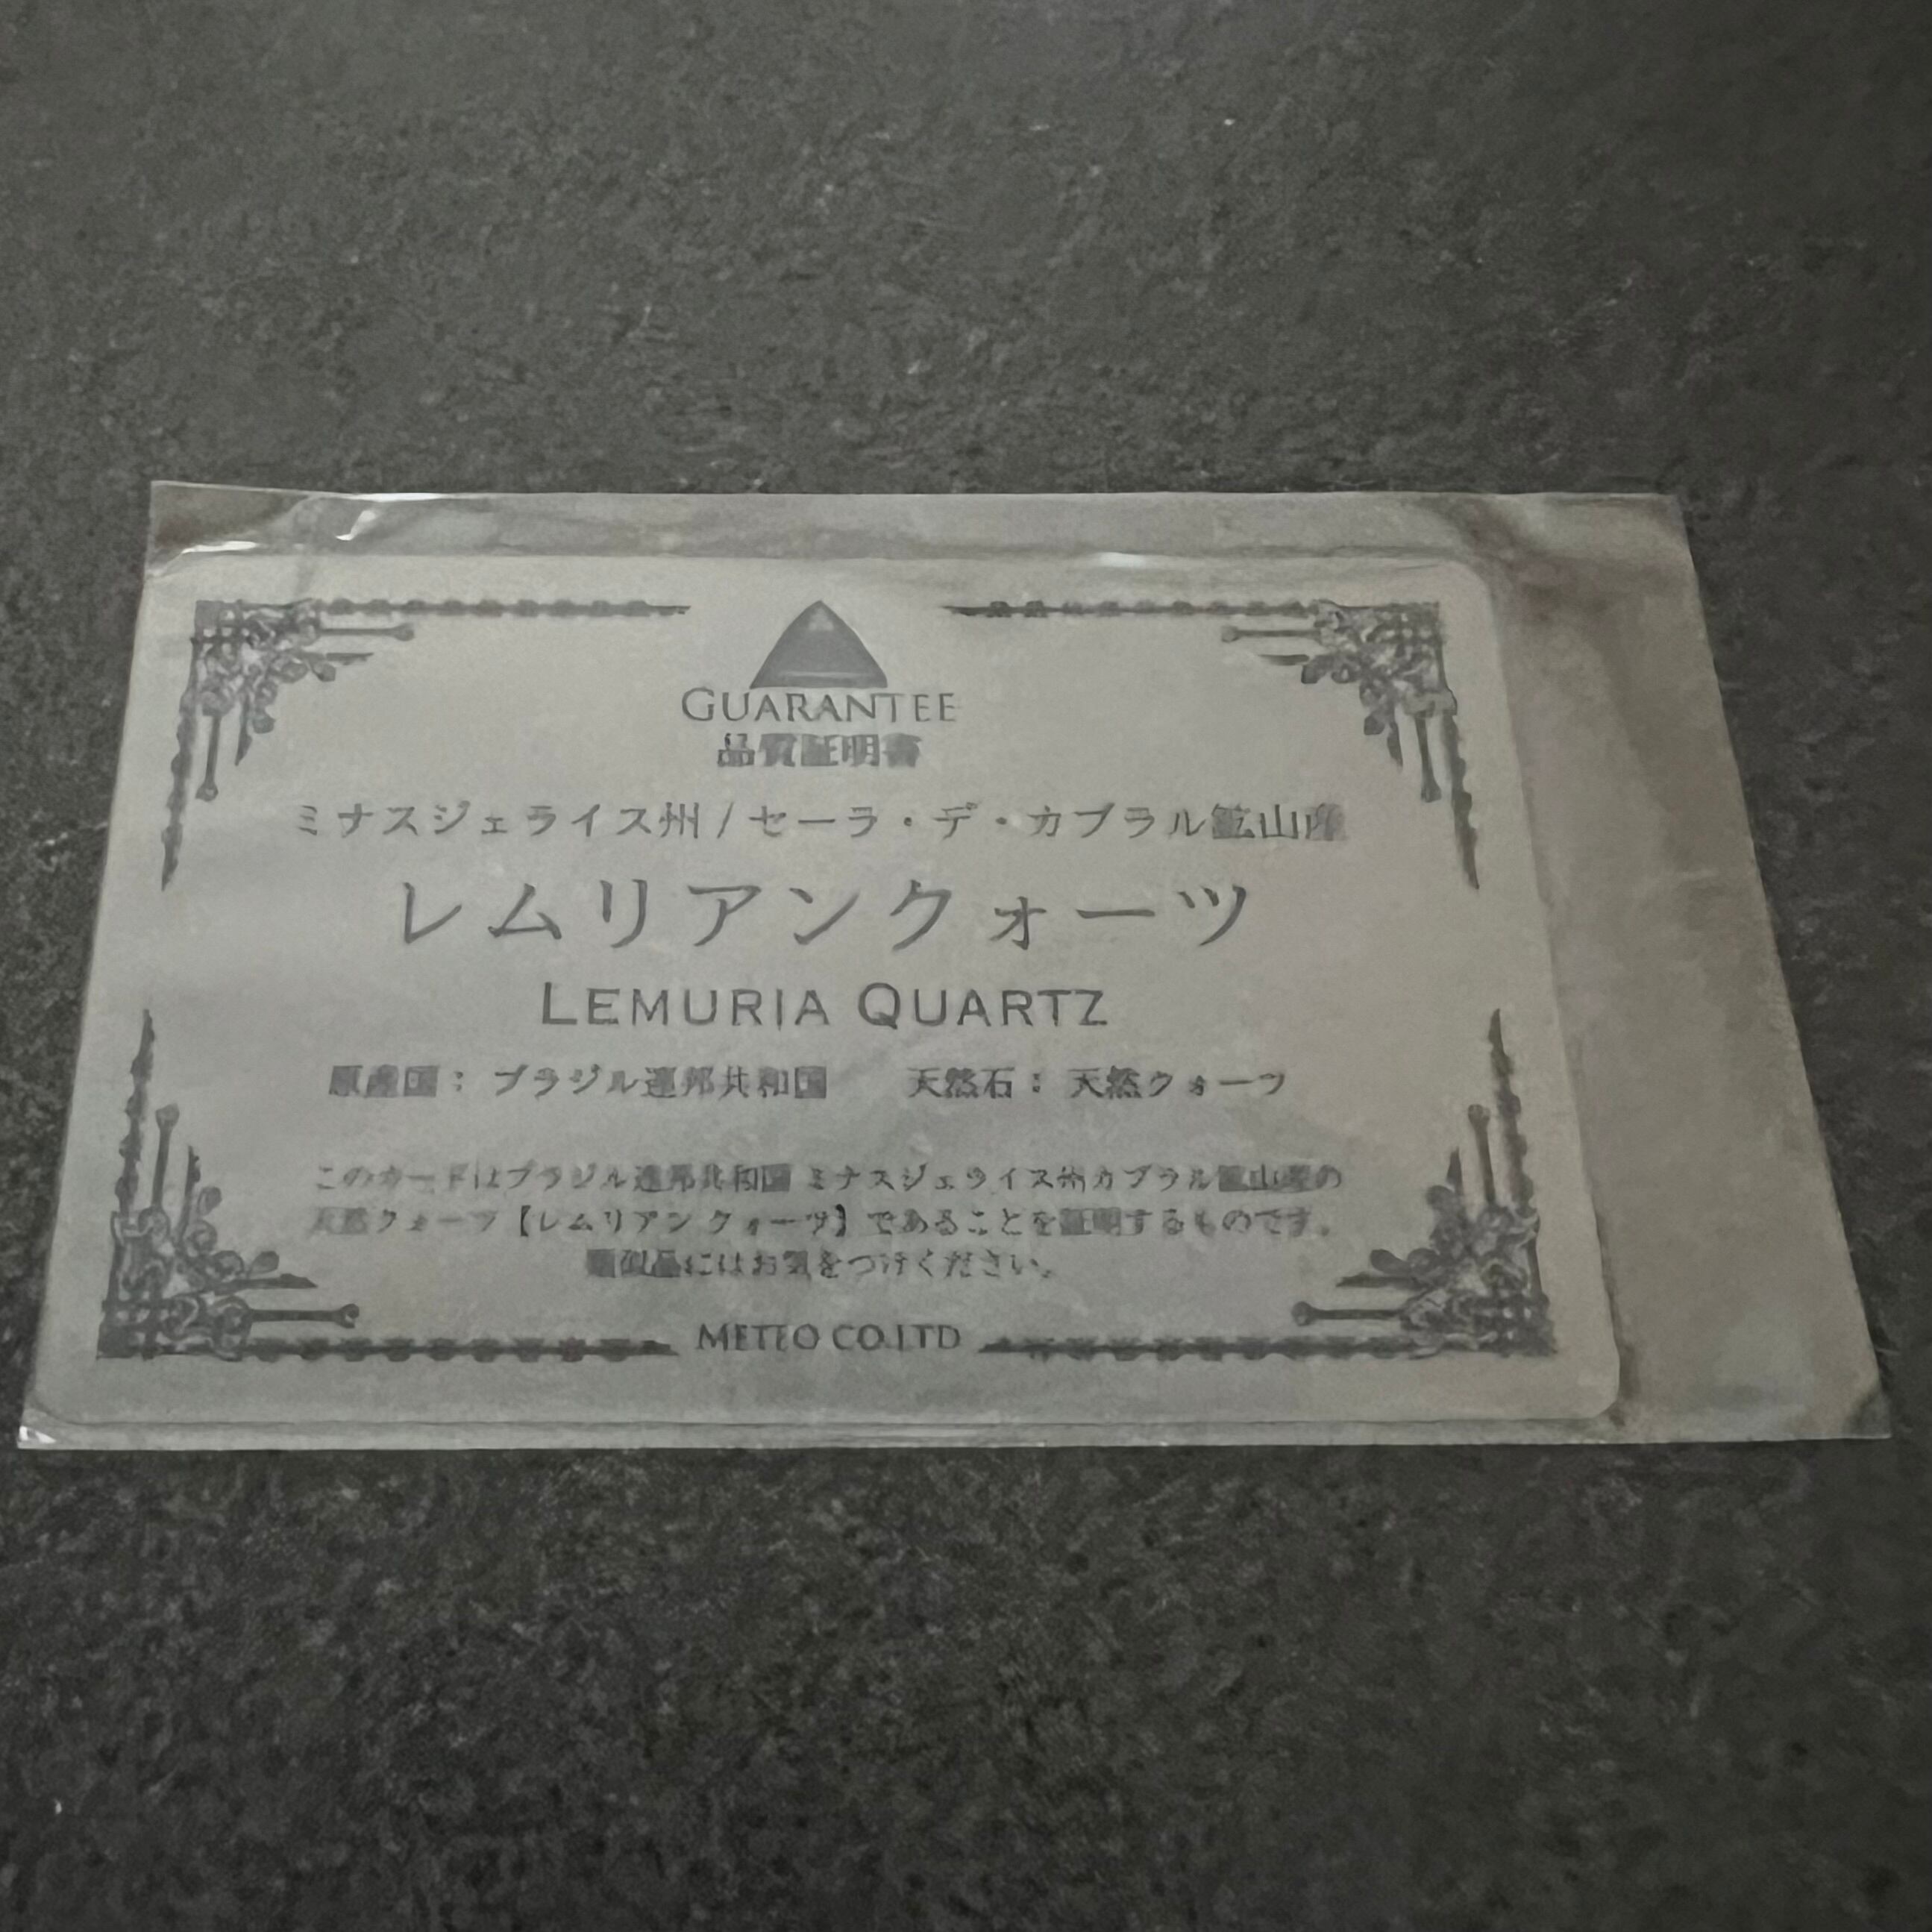 GUARANTEE
品質証明書
ミナスジェライス州 / セーラ・デ・カブラル鉱山産
レムリアンクォーツ
LEMURIA QUARTZ
原産国： ブラジル連邦共和国　天然石： 天然クォーツ
このカードはブラジル連邦共和国 ミナスジェライス州カブラル鉱山産の
天然クォーツ【レムリアン クォーツ】であることを証明するものです。
類似品にはお気をつけください。
METEO CO.LTD